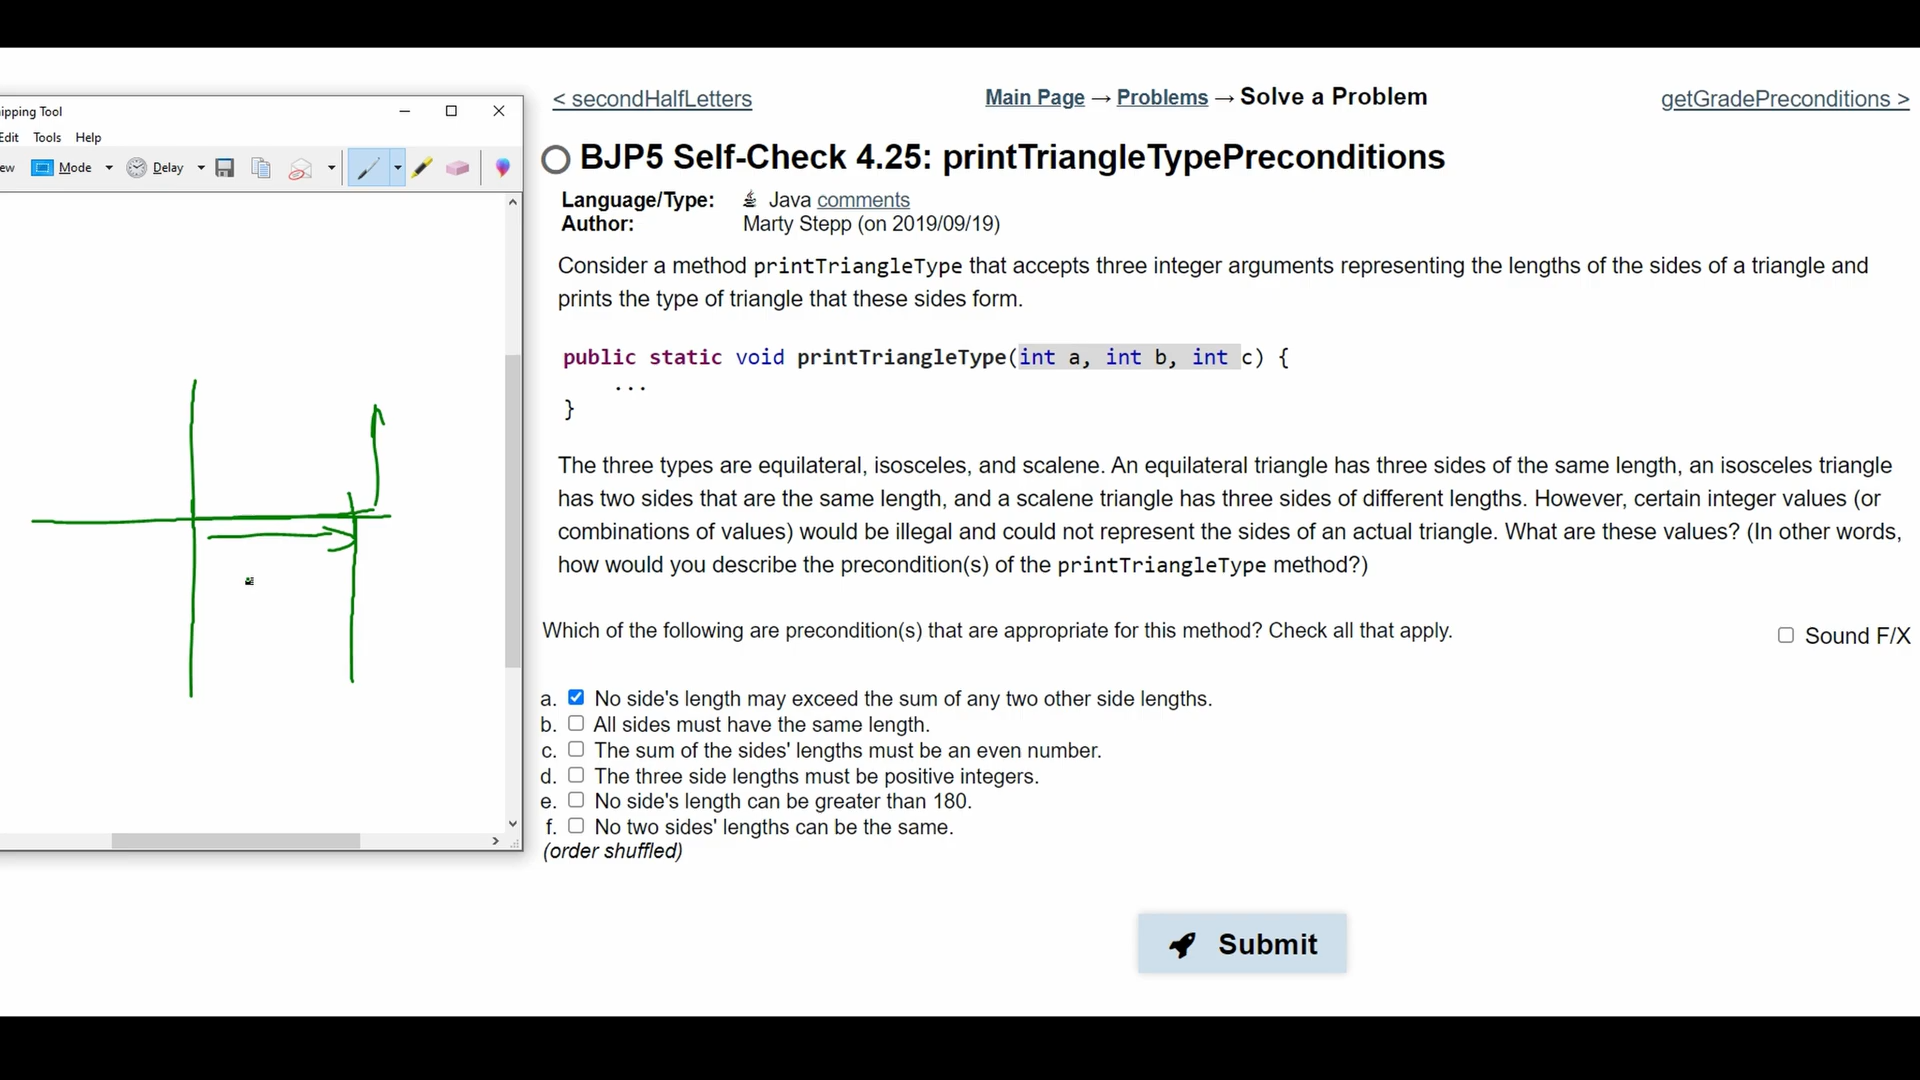 ipping Tool
Edit Tools Help
ew Mode Delay
< secondHalfLetters
Main Page → Problems → Solve a Problem
getGradePreconditions >
BJP5 Self-Check 4.25: printTriangleTypePreconditions
Language/Type: Java comments
Author: Marty Stepp (on 2019/09/19)
Consider a method printTriangleType that accepts three integer arguments representing the lengths of the sides of a triangle and
prints the type of triangle that these sides form.
public static void printTriangleType(int a, int b, int c) {
...
}
The three types are equilateral, isosceles, and scalene. An equilateral triangle has three sides of the same length, an isosceles triangle
has two sides that are the same length, and a scalene triangle has three sides of different lengths. However, certain integer values (or
combinations of values) would be illegal and could not represent the sides of an actual triangle. What are these values? (In other words,
how would you describe the precondition(s) of the printTriangleType method?)
Which of the following are precondition(s) that are appropriate for this method? Check all that apply.
Sound F/X
a. No side's length may exceed the sum of any two other side lengths.
b. All sides must have the same length.
c. The sum of the sides' lengths must be an even number.
d. The three side lengths must be positive integers.
e. No side's length can be greater than 180.
f. No two sides' lengths can be the same.
(order shuffled)
Submit